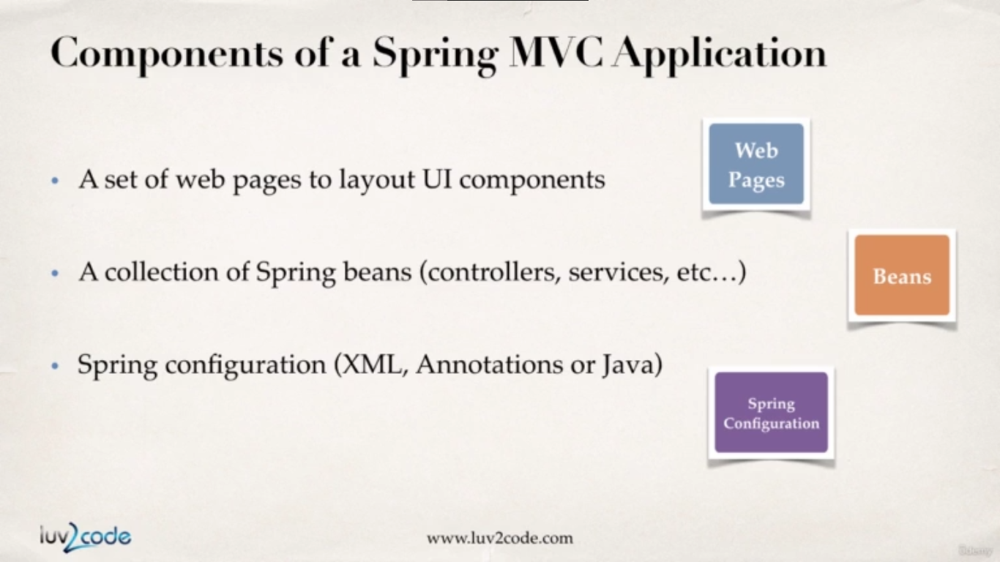 Components of a Spring MVC Application
Web
Pages
• A set of web pages to layout UI components
• A collection of Spring beans (controllers, services, etc…)
Beans
• Spring configuration (XML, Annotations or Java)
Spring
Configuration
luv2code
www.luv2code.com
Udemy